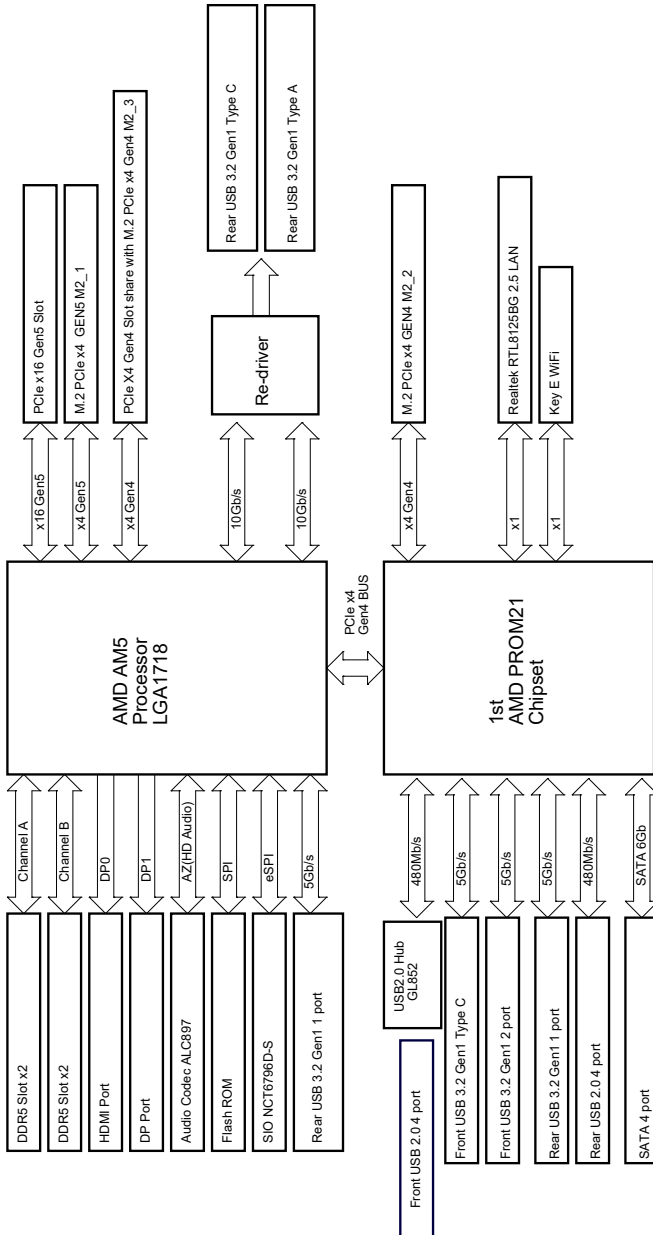 PCIe x16 Gen5 Slot
M.2 PCIe x4  GEN5 M2_1
PCIe X4 Gen4 Slot share with M.2 PCIe x4 Gen4 M2_3
Rear USB 3.2 Gen1 Type C
Rear USB 3.2 Gen1 Type A
Re-driver
M.2 PCIe x4 GEN4 M2_2
Realtek RTL8125BG 2.5 LAN
Key E WiFi
x16 Gen5
x4 Gen5
x4 Gen4
10Gb/s
10Gb/s
x4 Gen4
x1
x1
AMD AM5
Processor
LGA1718
PCIe x4
Gen4 BUS
1st
AMD PROM21
Chipset
Channel A
Channel B
DP0
DP1
AZ(HD Audio)
SPI
eSPI
5Gb/s
480Mb/s
5Gb/s
5Gb/s
5Gb/s
480Mb/s
SATA 6Gb
DDR5 Slot x2
DDR5 Slot x2
HDMI Port
DP Port
Audio Codec ALC897
Flash ROM
SIO NCT6796D-S
Rear USB 3.2 Gen1 1 port
USB2.0 Hub
GL852
Front USB 2.0 4 port
Front USB 3.2 Gen1 Type C
Front USB 3.2 Gen1 2 port
Rear USB 3.2 Gen1 1 port
Rear USB 2.0 4 port
SATA 4 port